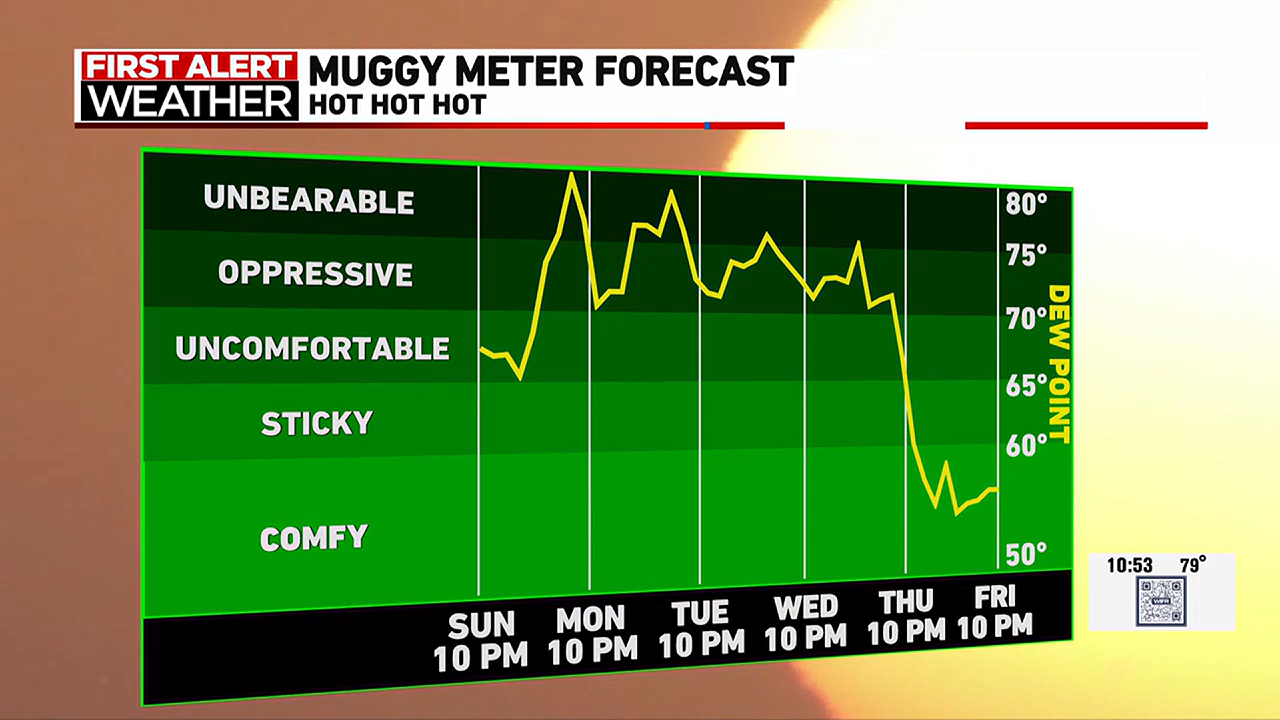 FIRST ALERT
WEATHER
MUGGY METER FORECAST
HOT HOT HOT
UNBEARABLE
OPPRESSIVE
UNCOMFORTABLE
STICKY
COMFY
80°
75°
70°
65°
60°
50°
DEW POINT
SUN
10 PM
MON
10 PM
TUE
10 PM
WED
10 PM
THU
10 PM
FRI
10 PM
10:53 79°
WIFR